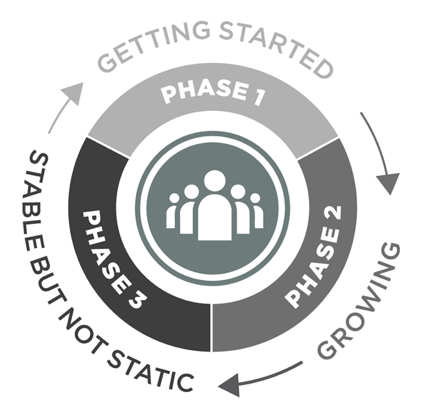 GETTING STARTED
PHASE 1
GROWING
PHASE 2
STABLE BUT NOT STATIC
PHASE 3